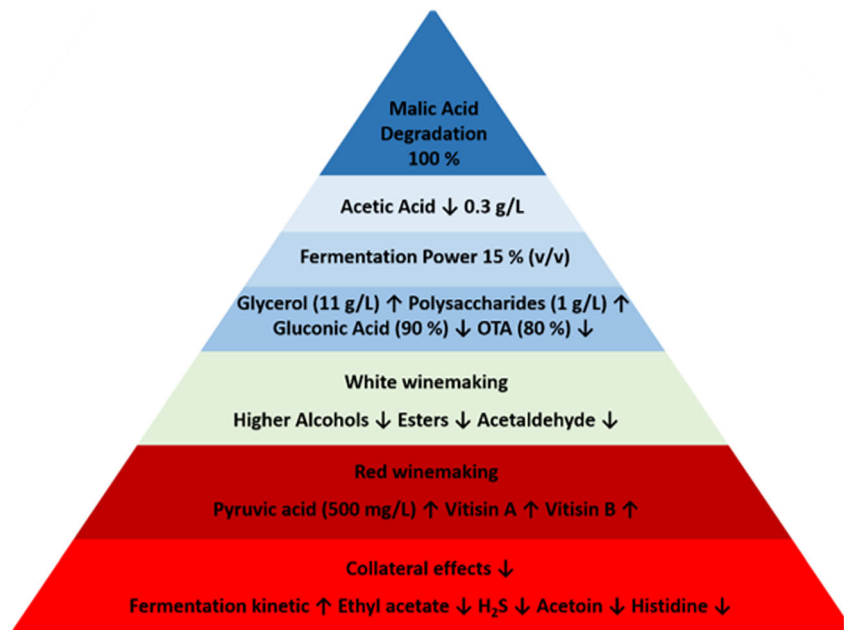 Malic Acid
Degradation
100 %
Acetic Acid ↓ 0.3 g/L
Fermentation Power 15 % (v/v)
Glycerol (11 g/L) ↑ Polysaccharides (1 g/L) ↑
Gluconic Acid (90 %) ↓ OTA (80 %) ↓
White winemaking
Higher Alcohols ↓ Esters ↓ Acetaldehyde ↓
Red winemaking
Pyruvic acid (500 mg/L) ↑ Vitisin A ↑ Vitisin B ↑
Collateral effects ↓
Fermentation kinetic ↑ Ethyl acetate ↓ H₂S ↓ Acetoin ↓ Histidine ↓